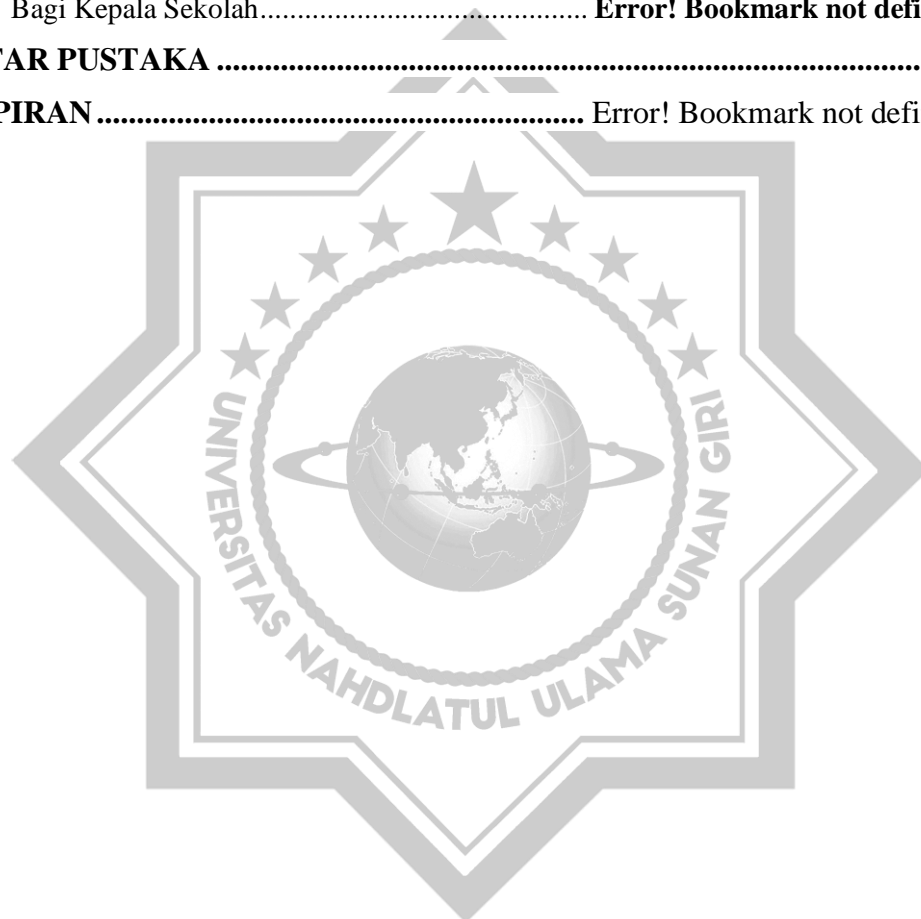 Bagi Kepala Sekolah.......................................... Error! Bookmark not defi
TAR PUSTAKA ..........................................................................................
PIRAN ............................................................. Error! Bookmark not defi
UNIVERSITAS NAHDLATUL ULAMA SUNAN GIRI